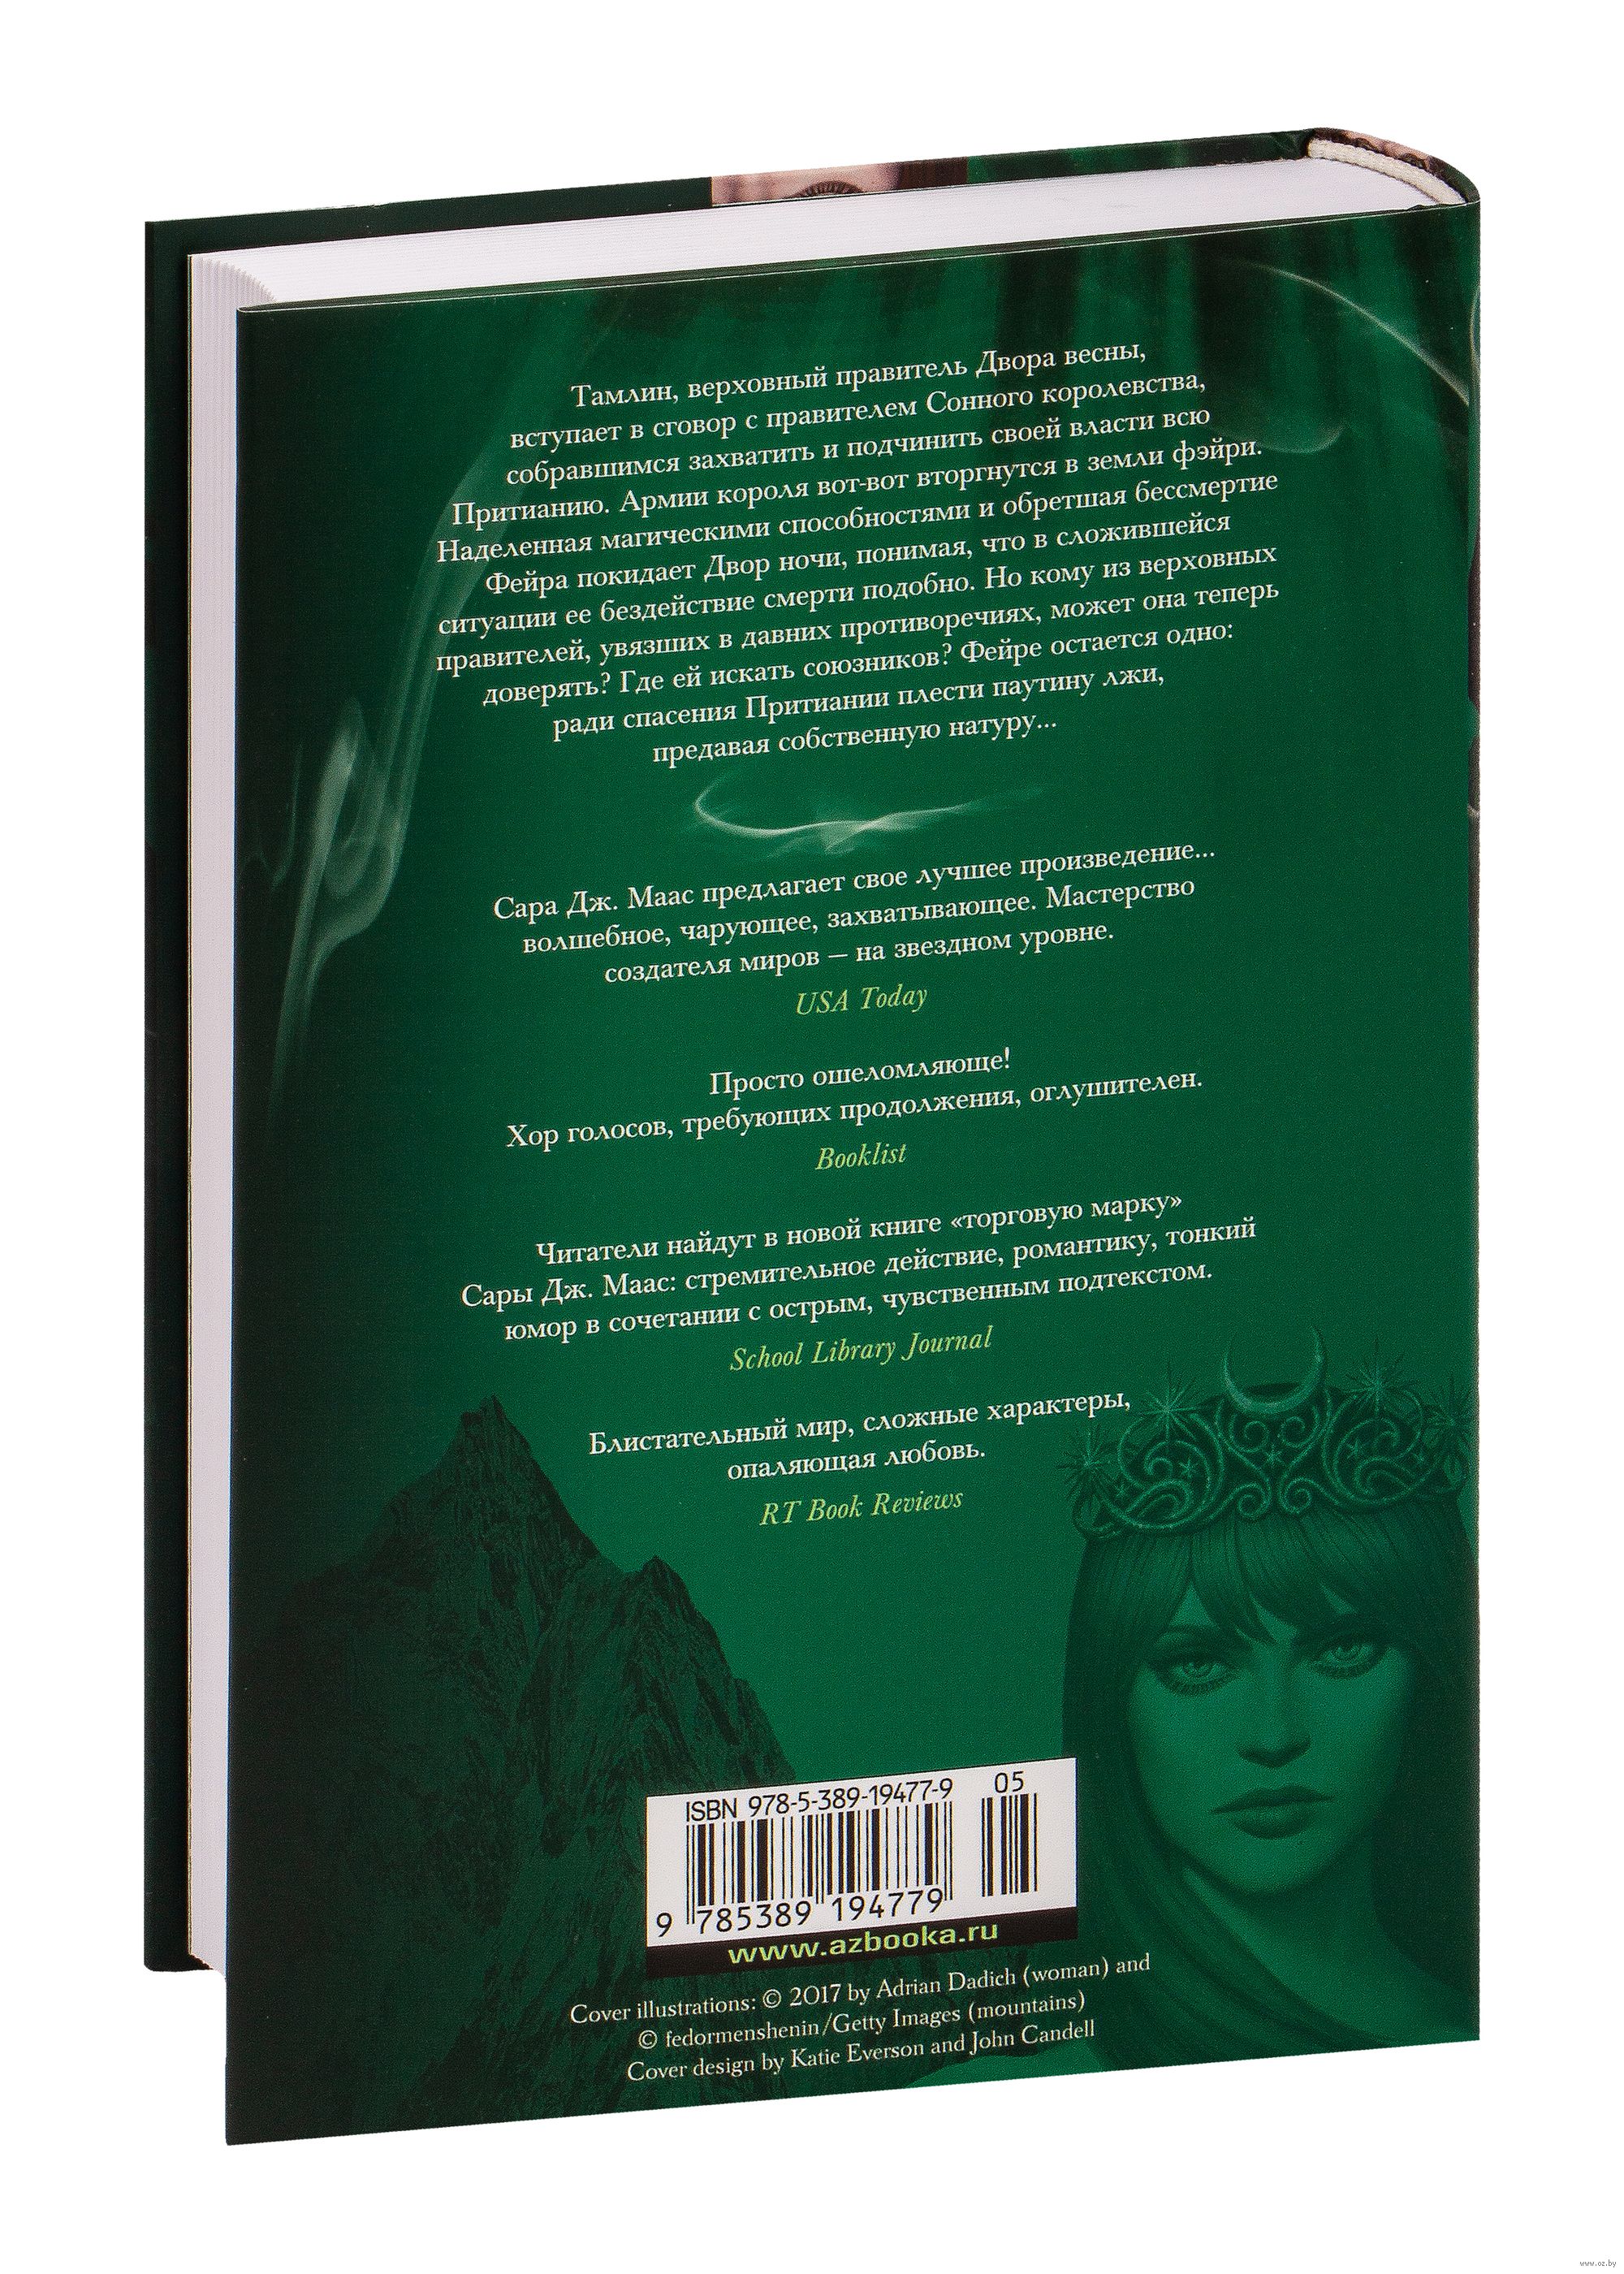 Тамлин, верховный правитель Двора весны,
вступает в сговор с правителем Сонного королевства,
собравшимся захватить и подчинить своей власти всю
Притианию. Армии короля вот-вот вторгнутся в земли фэйри.
Наделенная магическими способностями и обретшая бессмертие
Фейра покидает Двор ночи, понимая, что в сложившейся
ситуации ее бездействие смерти подобно. Но кому из верховных
правителей, увязших в давних противоречиях, может она теперь
доверять? Где ей искать союзников? Фейре остается одно:
ради спасения Притиании плести паутину лжи,
предавая собственную натуру...
Сара Дж. Маас предлагает свое лучшее произведение...
волшебное, чарующее, захватывающее. Мастерство
создателя миров — на звездном уровне.
USA Today
Просто ошеломляюще!
Хор голосов, требующих продолжения, оглушителен.
Booklist
Читатели найдут в новой книге «торговую марку»
Сары Дж. Маас: стремительное действие, романтику, тонкий
юмор в сочетании с острым, чувственным подтекстом.
School Library Journal
Блистательный мир, сложные характеры,
опаляющая любовь.
RT Book Reviews
ISBN 978-5-389-19477-9 05
9 785389 194779
www.azbooka.ru
Cover illustrations: © 2017 by Adrian Dadich (woman) and
© fedormenshenin/Getty Images (mountains)
Cover design by Katie Everson and John Candell
www.oz.by